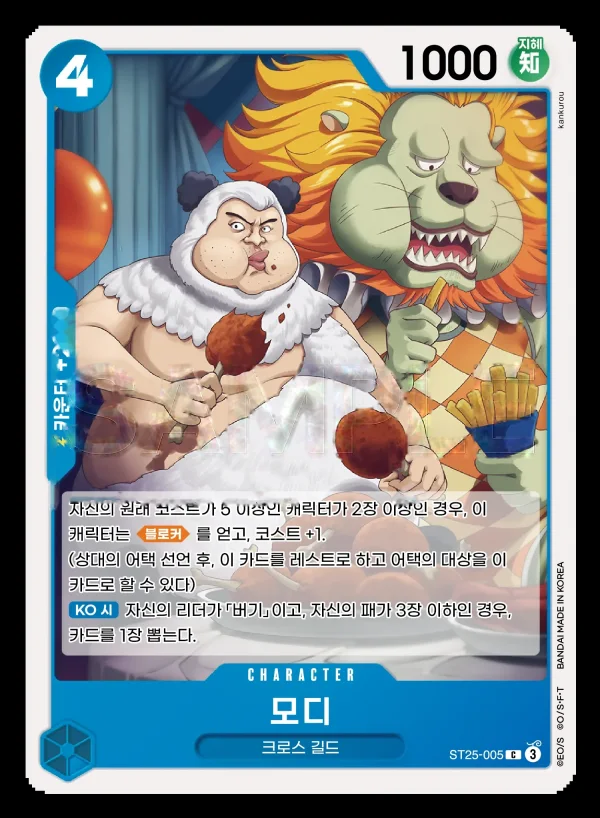 4
1000
지혜
知
kankurou
카운터
SAMPLE
자신의 원래 코스트가 5 이상인 캐릭터가 2장 이상인 경우, 이
캐릭터는 블로커 를 얻고, 코스트 +1.
(상대의 어택 선언 후, 이 카드를 레스트로 하고 어택의 대상을 이
카드로 할 수 있다)
KO 시 자신의 리더가 「버기」이고, 자신의 패가 3장 이하인 경우,
카드를 1장 뽑는다.
CHARACTER
모디
크로스 길드
ST25-005 C 3
©EO/S ©O/S·F·T BANDAI MADE IN KOREA